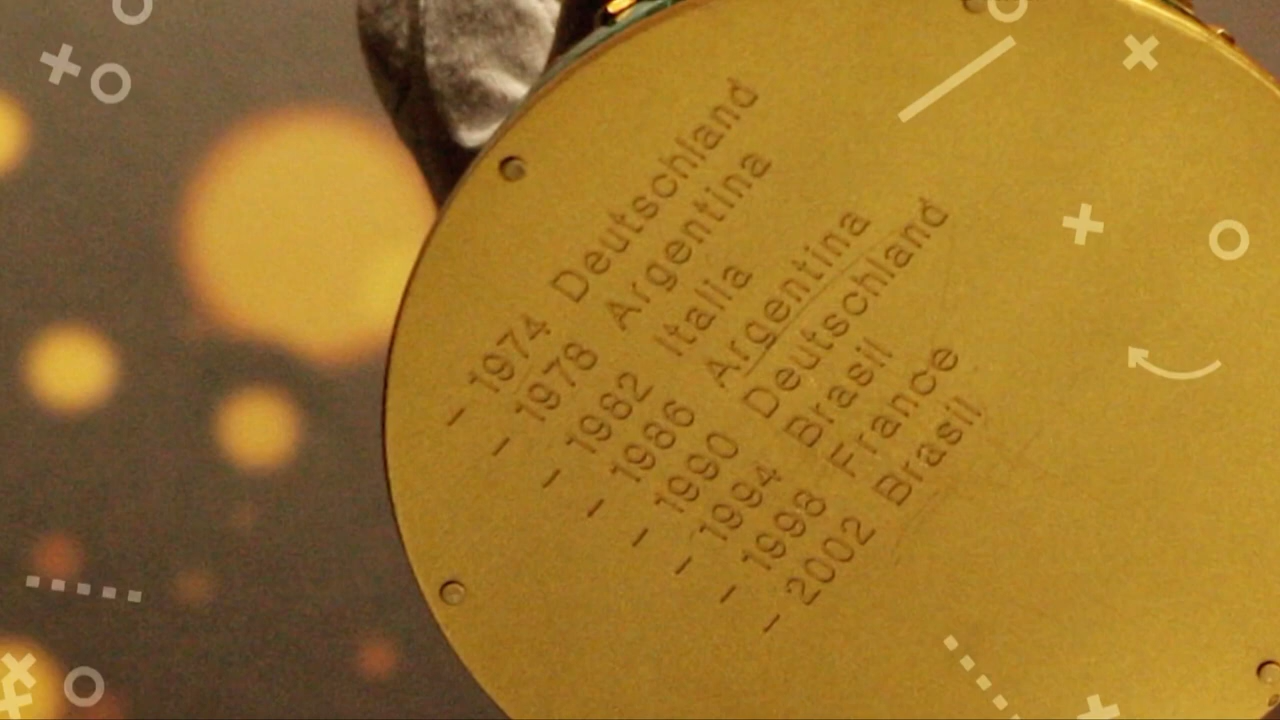 - 1974 Deutschland
- 1978 Argentina
- 1982 Italia
- 1986 Argentina
- 1990 Deutschland
- 1994 Brasil
- 1998 France
- 2002 Brasil